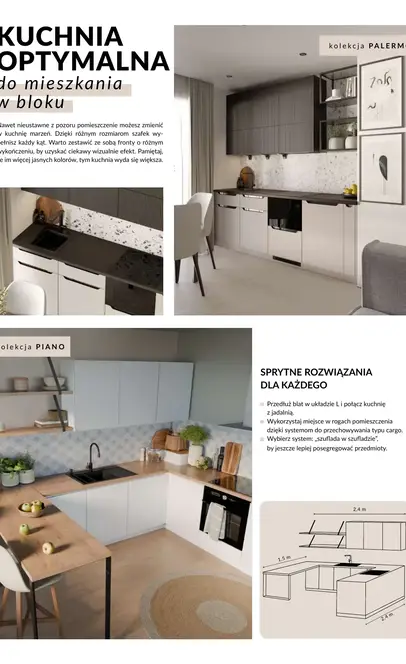 KUCHNIA
OPTYMALNA
do mieszkania
w bloku
Nawet nieustawne z pozoru pomieszczenie możesz zmienić
w kuchnię marzeń. Dzięki różnym rozmiarom szafek wy-
pełnisz każdy kąt. Warto zestawić ze sobą fronty o różnym
wykończeniu, by uzyskać ciekawy wizualnie efekt. Pamiętaj,
że im więcej jasnych kolorów, tym kuchnia wyda się większa.
kolekcja PALERMO
kolekcja PIANO
SPRYTNE ROZWIĄZANIA
DLA KAŻDEGO
Przedłuż blat w układzie L i połącz kuchnię
z jadalnią.
Wykorzystaj miejsce w rogach pomieszczenia
dzięki systemom do przechowywania typu cargo.
Wybierz system: „szuflada w szufladzie”,
by jeszcze lepiej posegregować przedmioty.
2,4 m
1,5 m
2,4 m